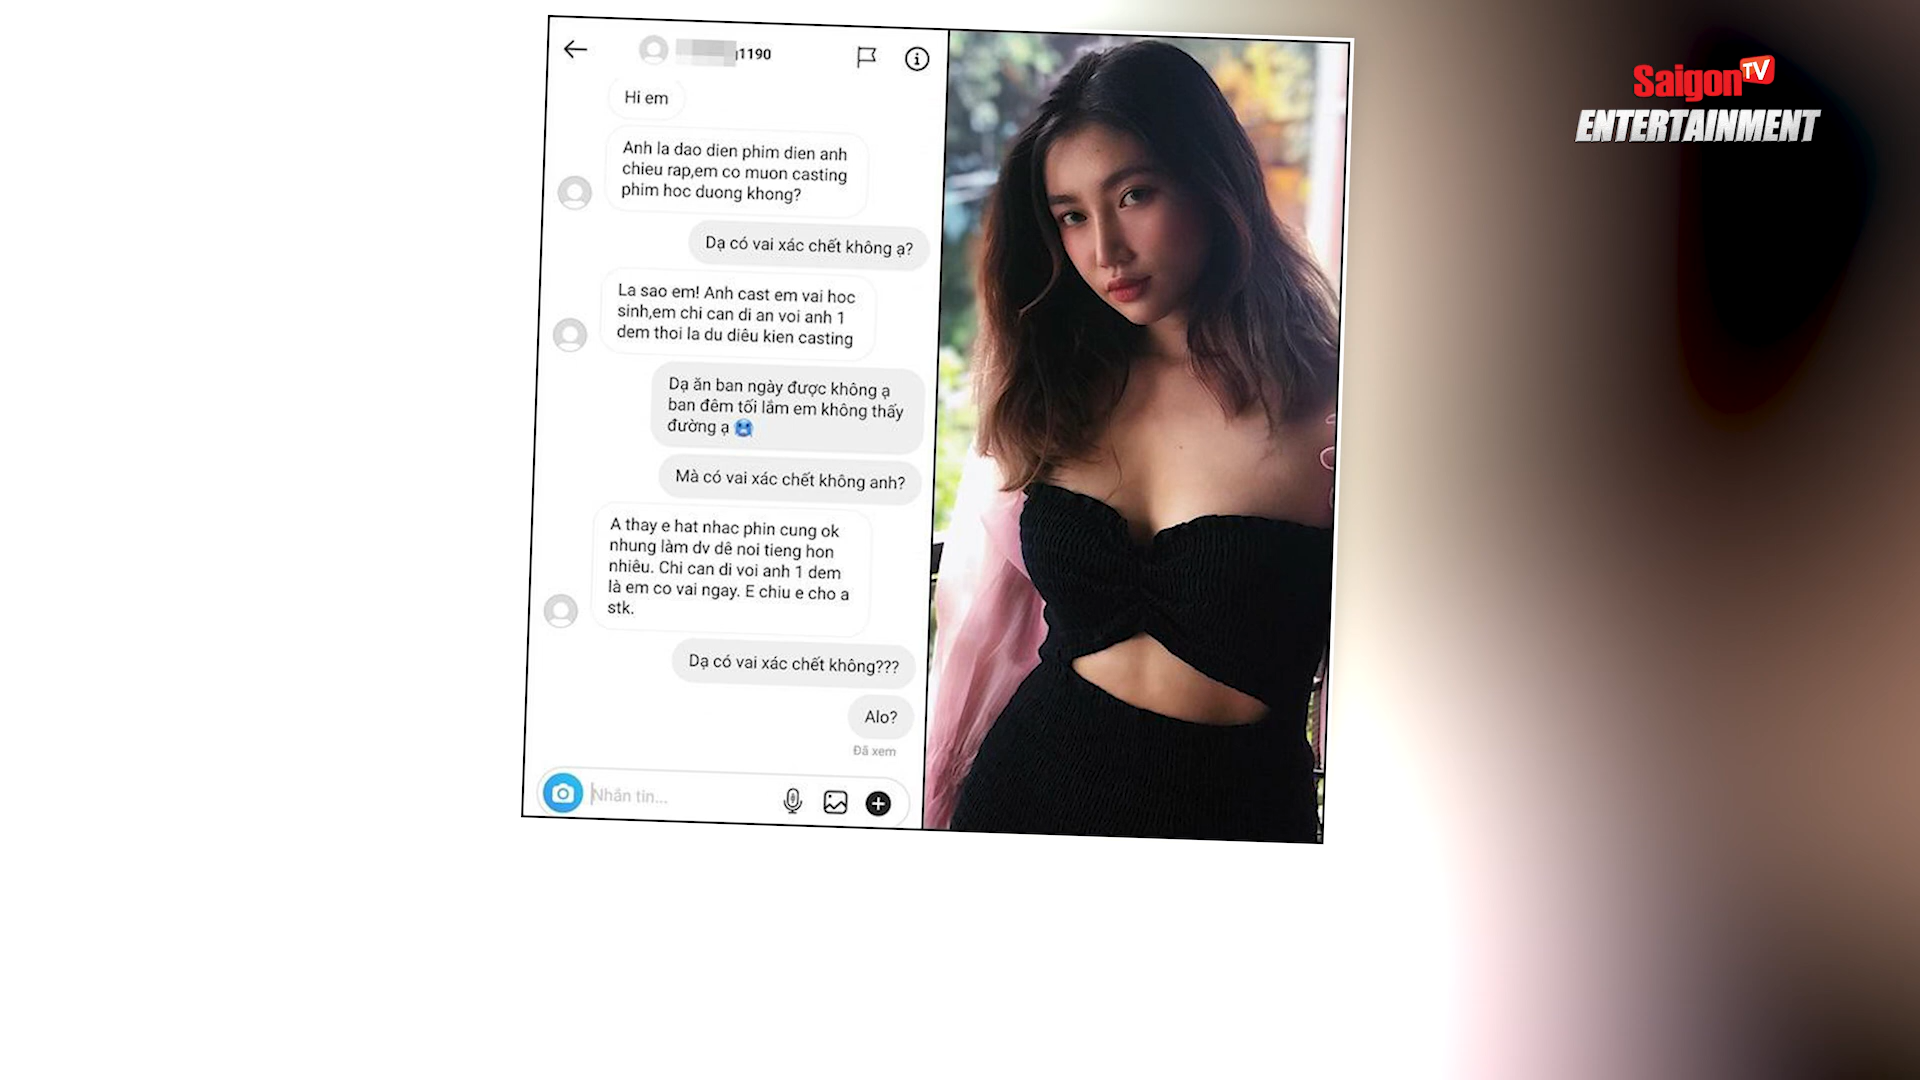 1190
Hi em
Anh la dao dien phim dien anh
chieu rap,em co muon casting
phim hoc duong khong?
Dạ có vai xác chết không ạ?
La sao em! Anh cast em vai hoc
sinh,em chi can di an voi anh 1
dem thoi la du diêu kien casting
Dạ ăn ban ngày được không ạ
ban đêm tối lắm em không thấy
đường ạ
Mà có vai xác chết không anh?
A thay e hat nhac phin cung ok
nhung làm dv dê noi tieng hon
nhiêu. Chi can di voi anh 1 dem
là em co vai ngay. E chiu e cho a
stk.
Dạ có vai xác chết không???
Alo?
Đã xem
Nhắn tin...
Saigon TV
ENTERTAINMENT